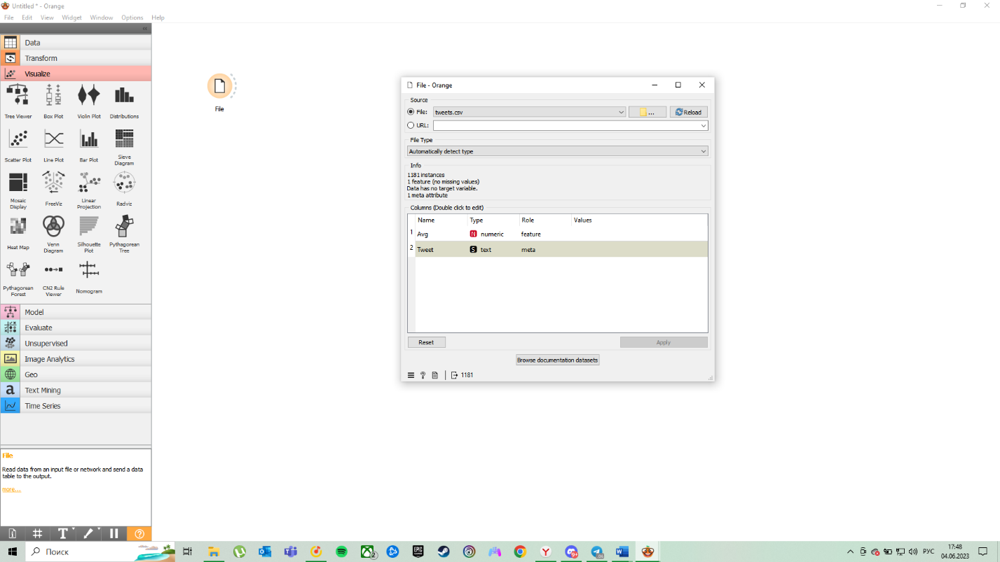 Untitled * - Orange
File Edit View Widget Window Options Help
Data
Transform
Visualize
Tree Viewer Box Plot Violin Plot Distributions
Scatter Plot Line Plot Bar Plot Sieve Diagram
Mosaic Display FreeViz Linear Projection Radviz
Heat Map Venn Diagram Silhouette Plot Pythagorean Tree
Pythagorean Forest CN2 Rule Viewer Nomogram
Model
Evaluate
Unsupervised
Image Analytics
Geo
a Text Mining
Time Series
File
Read data from an input file or network and send a data
table to the output.
more...
File
File - Orange
Source
File: tweets.csv ... Reload
URL:
File Type
Automatically detect type
Info
1181 instances
1 feature (no missing values)
Data has no target variable.
1 meta attribute
Columns (Double click to edit)
Name Type Role Values
1 Avg N numeric feature
2 Tweet S text meta
Reset Apply
Browse documentation datasets
1181
Поиск
EPIC GAMES
РУС
17:48
04.06.2023